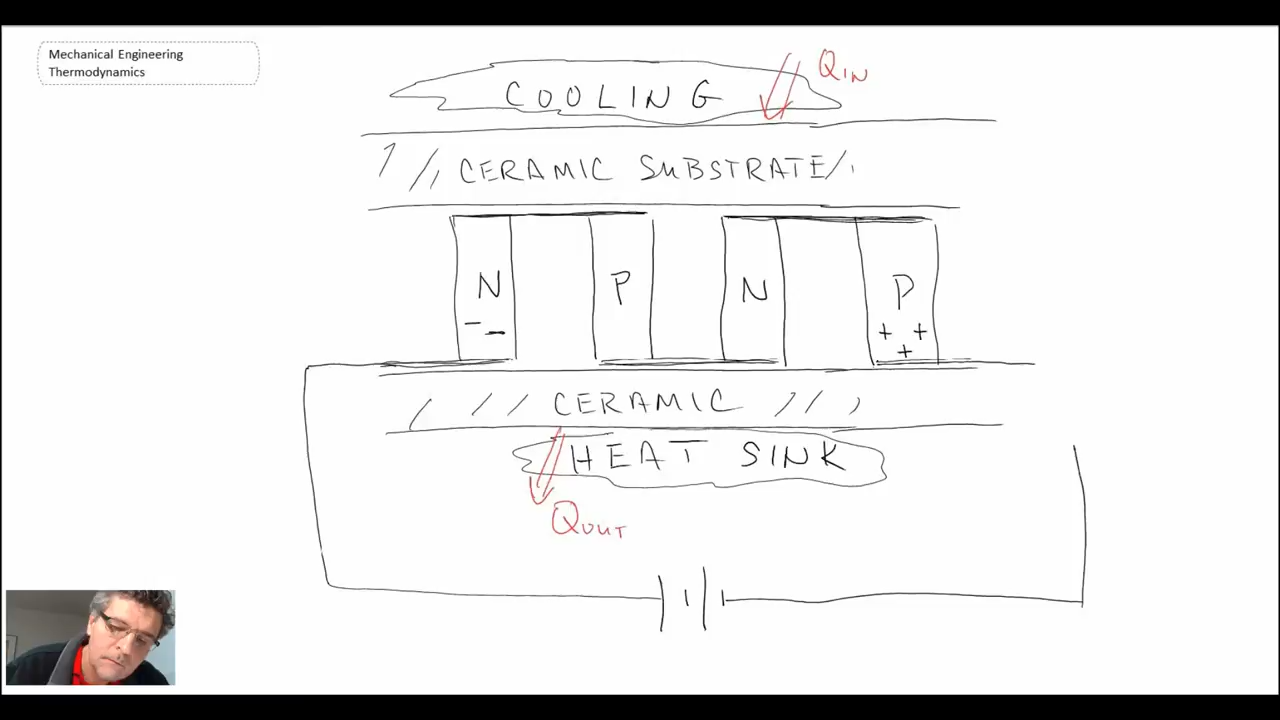 Mechanical Engineering
Thermodynamics
QIN
COOLING
CERAMIC SUBSTRATE
N P N P
- - + + +
CERAMIC
HEAT SINK
QOUT